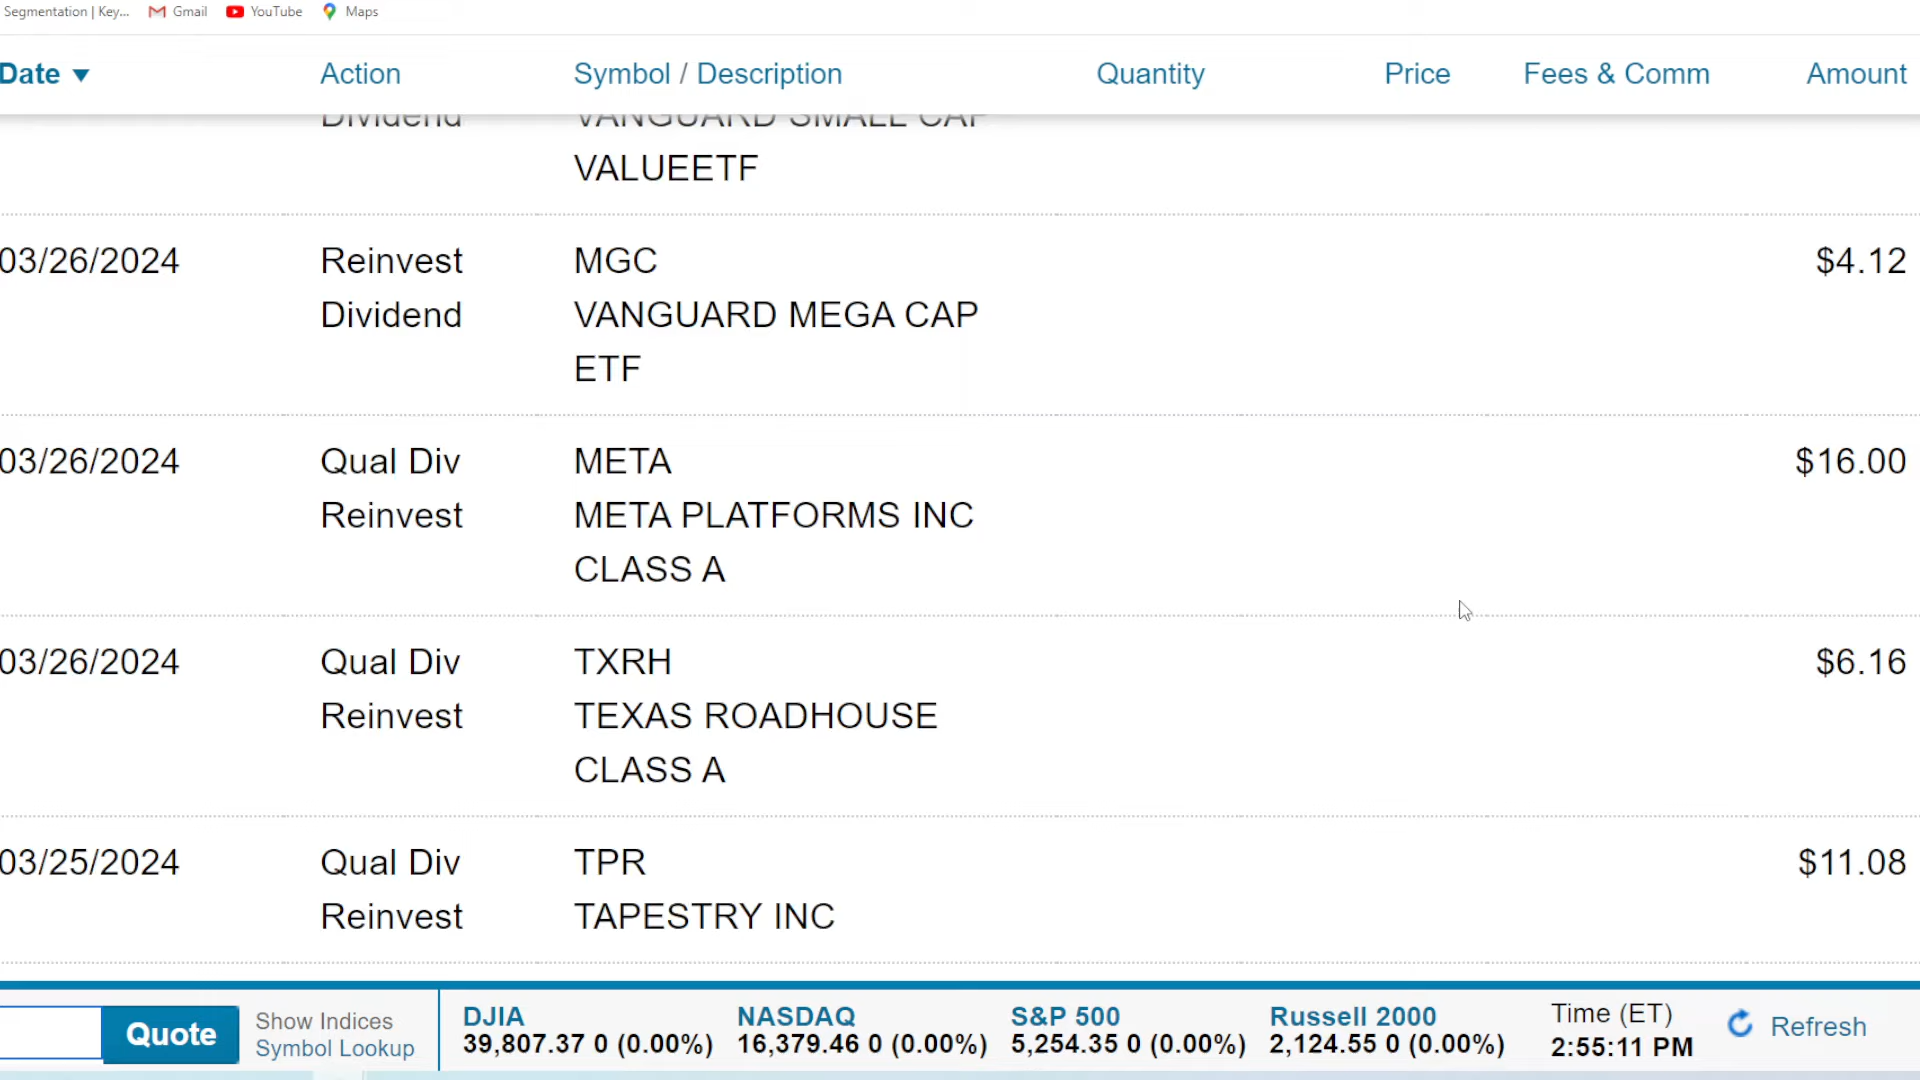 Segmentation | Key... Gmail YouTube Maps
Date ▼ Action Symbol / Description Quantity Price Fees & Comm Amount
Dividend VANGUARD SMALL CAP
VALUEETF
03/26/2024 Reinvest MGC $4.12
Dividend VANGUARD MEGA CAP
ETF
03/26/2024 Qual Div META $16.00
Reinvest META PLATFORMS INC
CLASS A
03/26/2024 Qual Div TXRH $6.16
Reinvest TEXAS ROADHOUSE
CLASS A
03/25/2024 Qual Div TPR $11.08
Reinvest TAPESTRY INC
Quote Show Indices DJIA NASDAQ S&P 500 Russell 2000 Time (ET) Refresh
Symbol Lookup 39,807.37 0 (0.00%) 16,379.46 0 (0.00%) 5,254.35 0 (0.00%) 2,124.55 0 (0.00%) 2:55:11 PM